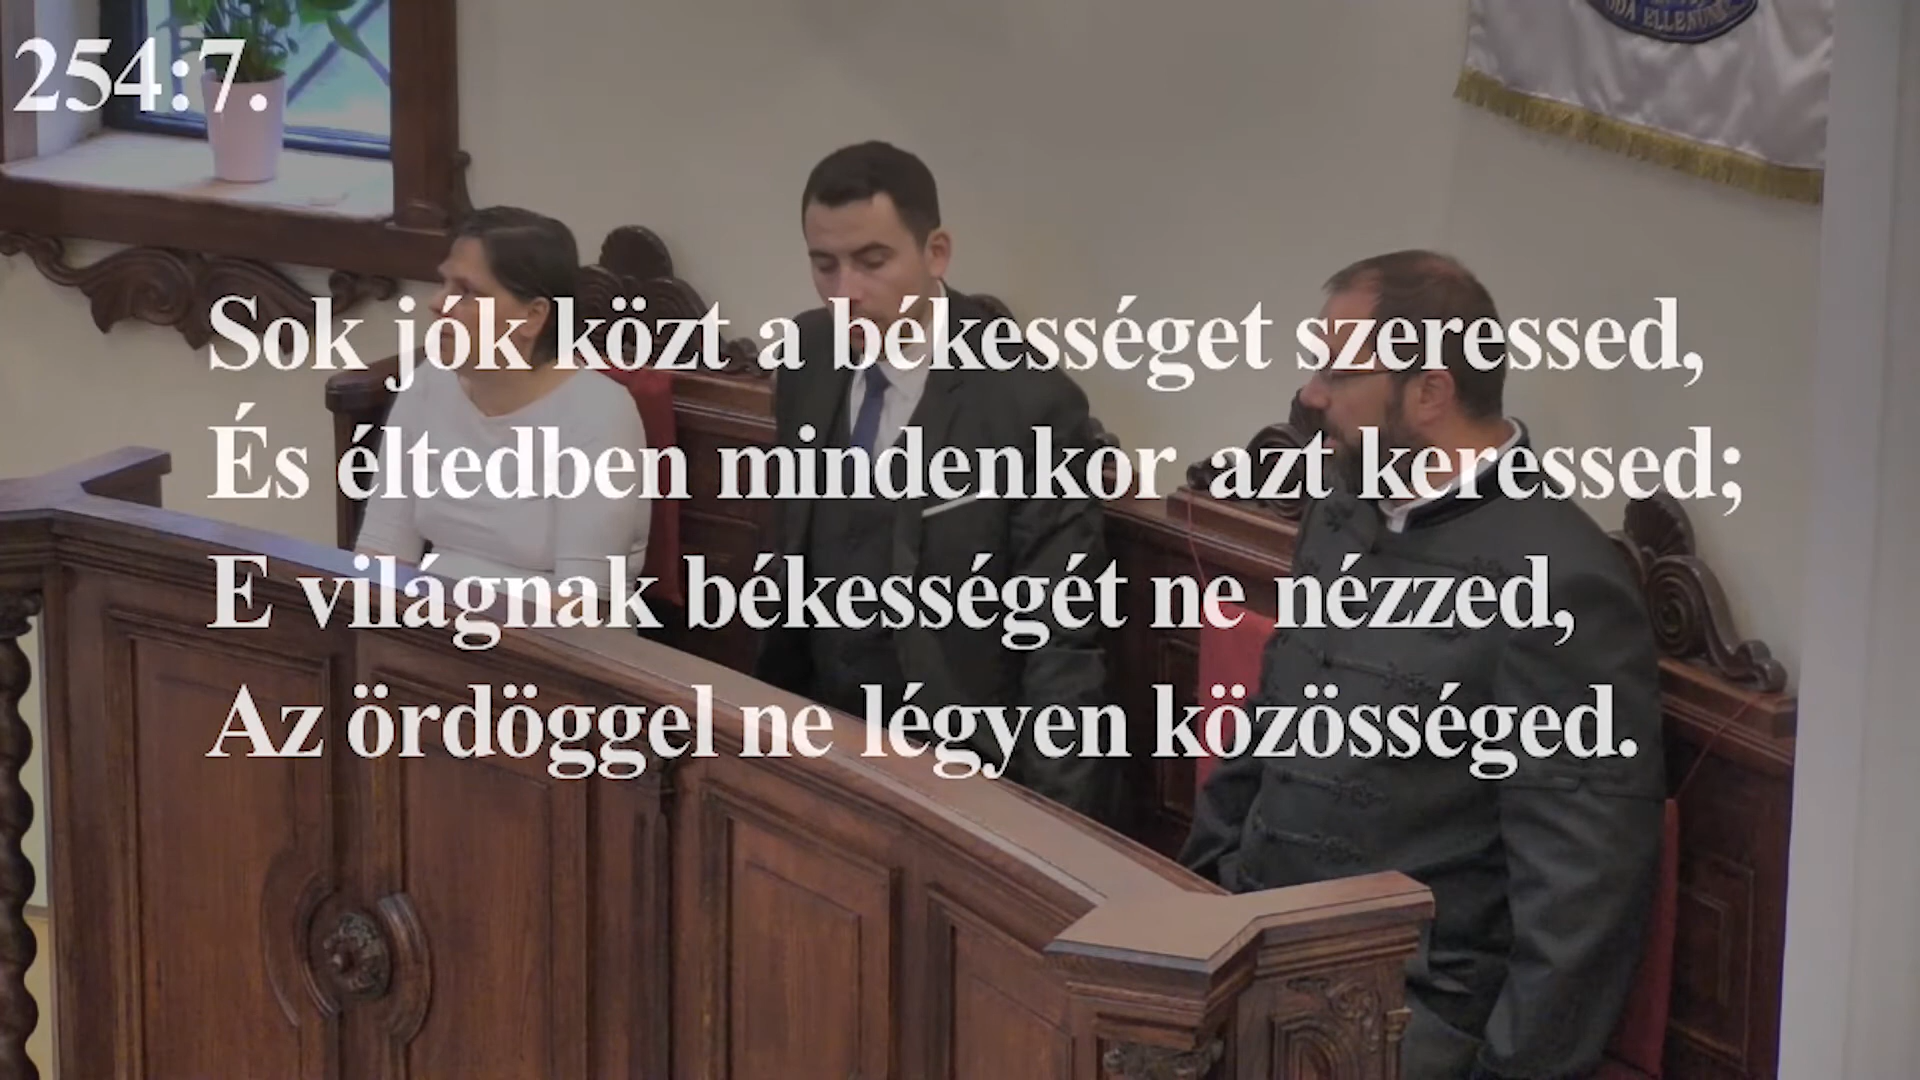 254:7.
Sok jók közt a békességet szeressed,
És éltedben mindenkor azt keressed;
E világnak békességét ne nézzed,
Az ördöggel ne légyen közösséged.